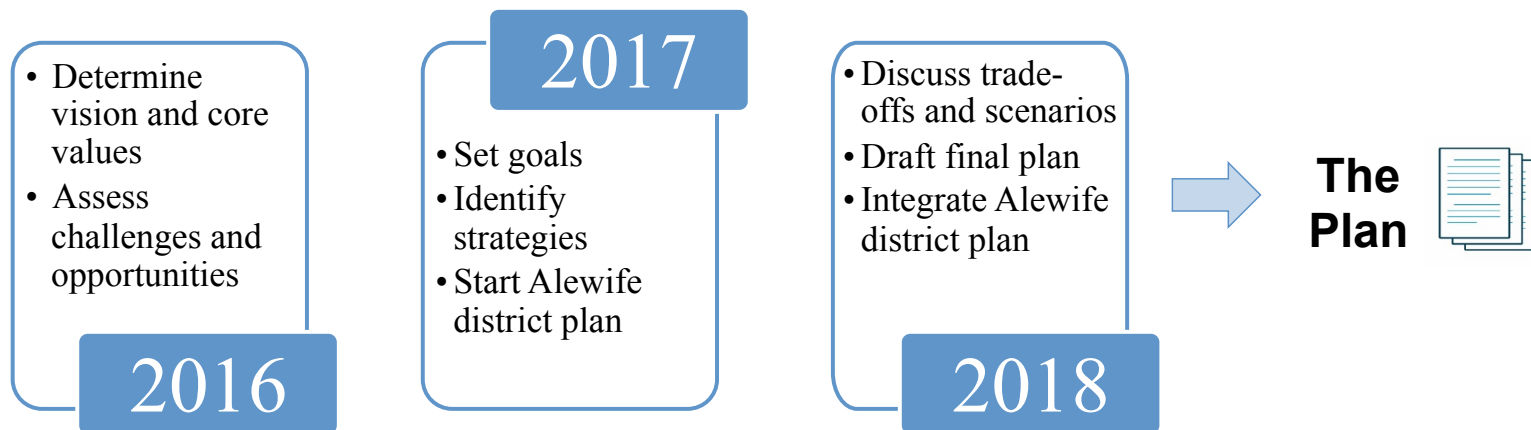 • Determine
vision and core
values
• Assess
challenges and
opportunities
2016
2017
• Set goals
• Identify
strategies
• Start Alewife
district plan
• Discuss trade-
offs and scenarios
• Draft final plan
• Integrate Alewife
district plan
2018
The
Plan